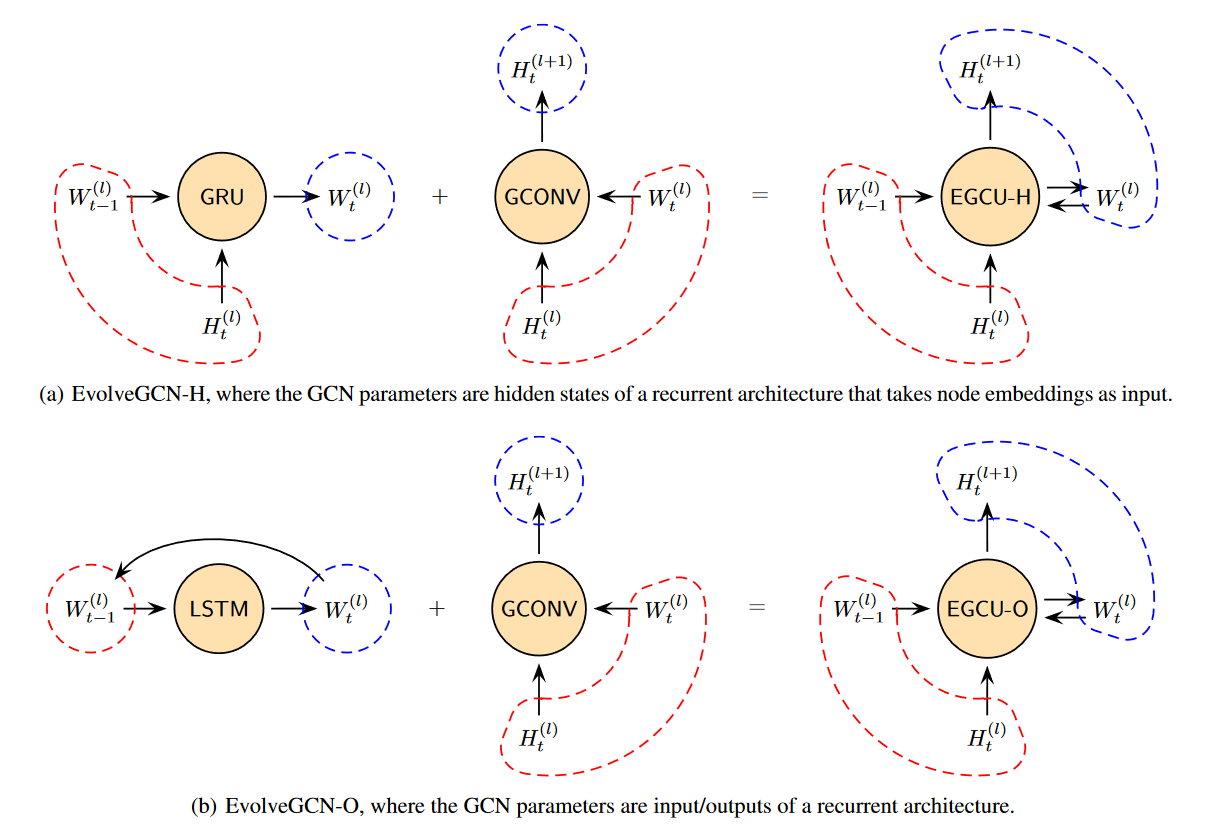 H_t^{(l+1)} H_t^{(l+1)}
W_{t−1}^{(l)} GRU W_t^{(l)} + GCONV W_t^{(l)} = W_{t−1}^{(l)} EGCU-H W_t^{(l)}
H_t^{(l)} H_t^{(l)} H_t^{(l)}
(a) EvolveGCN-H, where the GCN parameters are hidden states of a recurrent architecture that takes node embeddings as input.
H_t^{(l+1)} H_t^{(l+1)}
W_{t−1}^{(l)} LSTM W_t^{(l)} + GCONV W_t^{(l)} = W_{t−1}^{(l)} EGCU-O W_t^{(l)}
H_t^{(l)} H_t^{(l)}
(b) EvolveGCN-O, where the GCN parameters are input/outputs of a recurrent architecture.